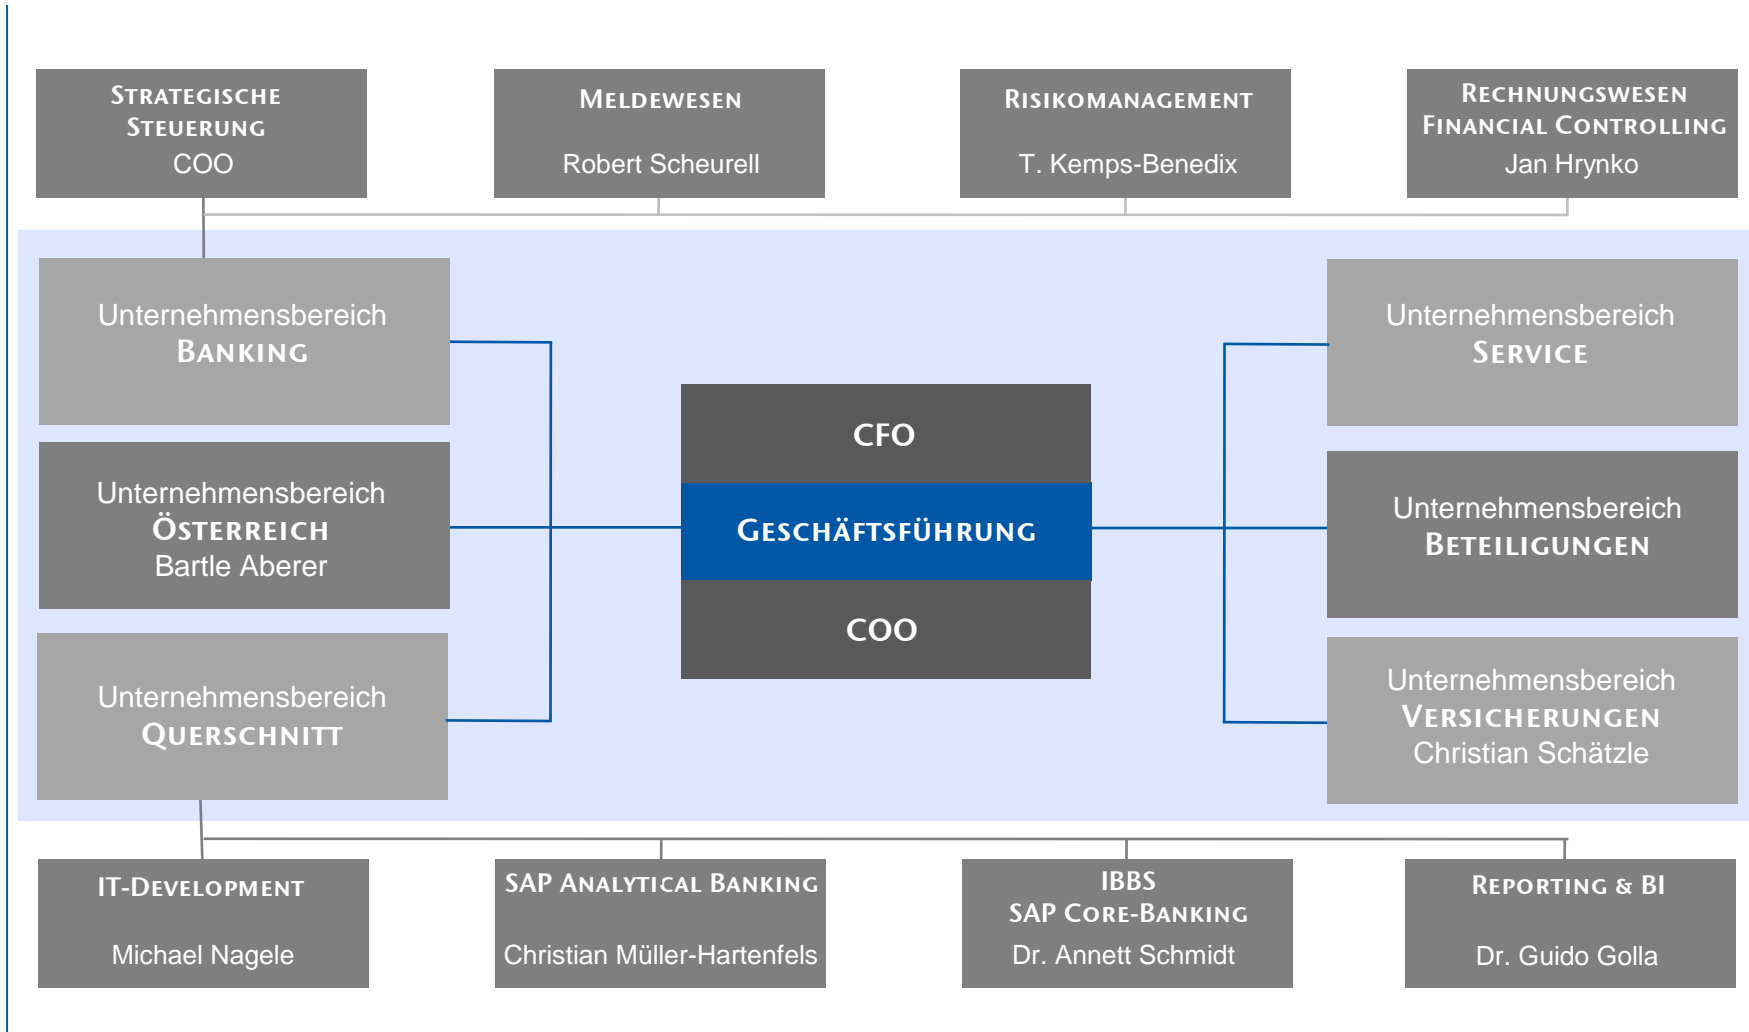 STRATEGISCHE
STEUERUNG
COO
MELDEWESEN
Robert Scheurell
RISIKOMANAGEMENT
T. Kemps-Benedix
RECHNUNGSWESEN
FINANCIAL CONTROLLING
Jan Hrynko
Unternehmensbereich
BANKING
Unternehmensbereich
ÖSTERREICH
Bartle Aberer
Unternehmensbereich
QUERSCHNITT
CFO
GESCHÄFTSFÜHRUNG
COO
Unternehmensbereich
SERVICE
Unternehmensbereich
BETEILIGUNGEN
Unternehmensbereich
VERSICHERUNGEN
Christian Schätzle
IT-DEVELOPMENT
Michael Nagele
SAP ANALYTICAL BANKING
Christian Müller-Hartenfels
IBBS
SAP CORE-BANKING
Dr. Annett Schmidt
REPORTING & BI
Dr. Guido Golla